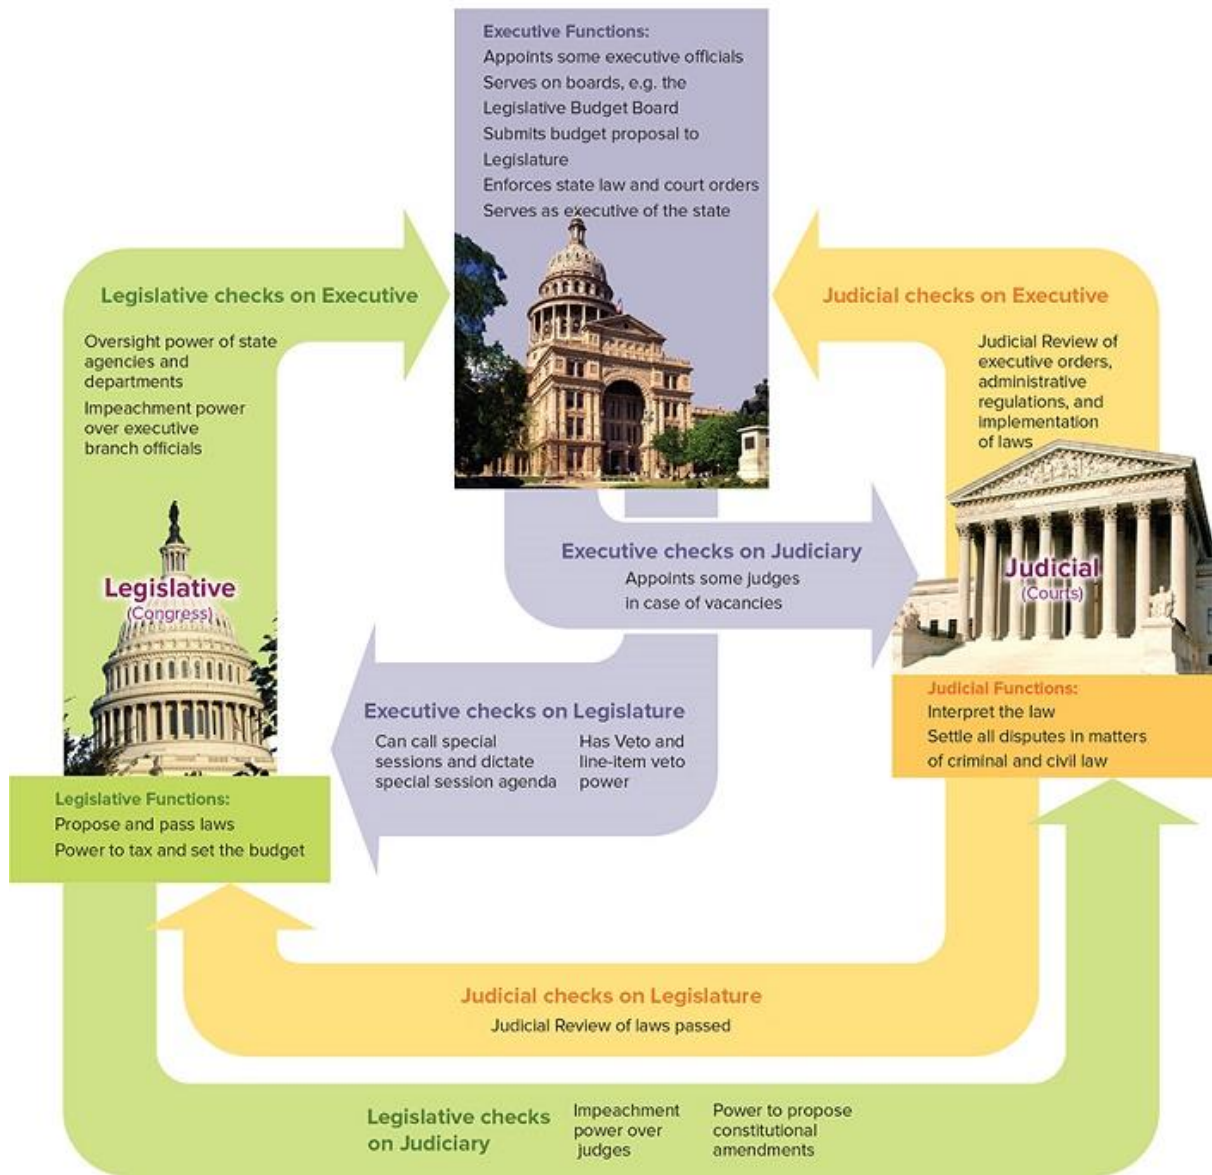 Executive Functions:
Appoints some executive officials
Serves on boards, e.g. the
Legislative Budget Board
Submits budget proposal to
Legislature
Enforces state law and court orders
Serves as executive of the state
Legislative checks on Executive
Oversight power of state
agencies and
departments
Impeachment power
over executive
branch officials
Judicial checks on Executive
Judicial Review of
executive orders,
administrative
regulations, and
implementation
of laws
Executive checks on Judiciary
Appoints some judges
in case of vacancies
Legislative
(Congress)
Judicial
(Courts)
Executive checks on Legislature
Can call special
sessions and dictate
special session agenda
Has Veto and
line-item veto
power
Judicial Functions:
Interpret the law
Settle all disputes in matters
of criminal and civil law
Legislative Functions:
Propose and pass laws
Power to tax and set the budget
Judicial checks on Legislature
Judicial Review of laws passed
Legislative checks
on Judiciary
Impeachment
power over
judges
Power to propose
constitutional
amendments